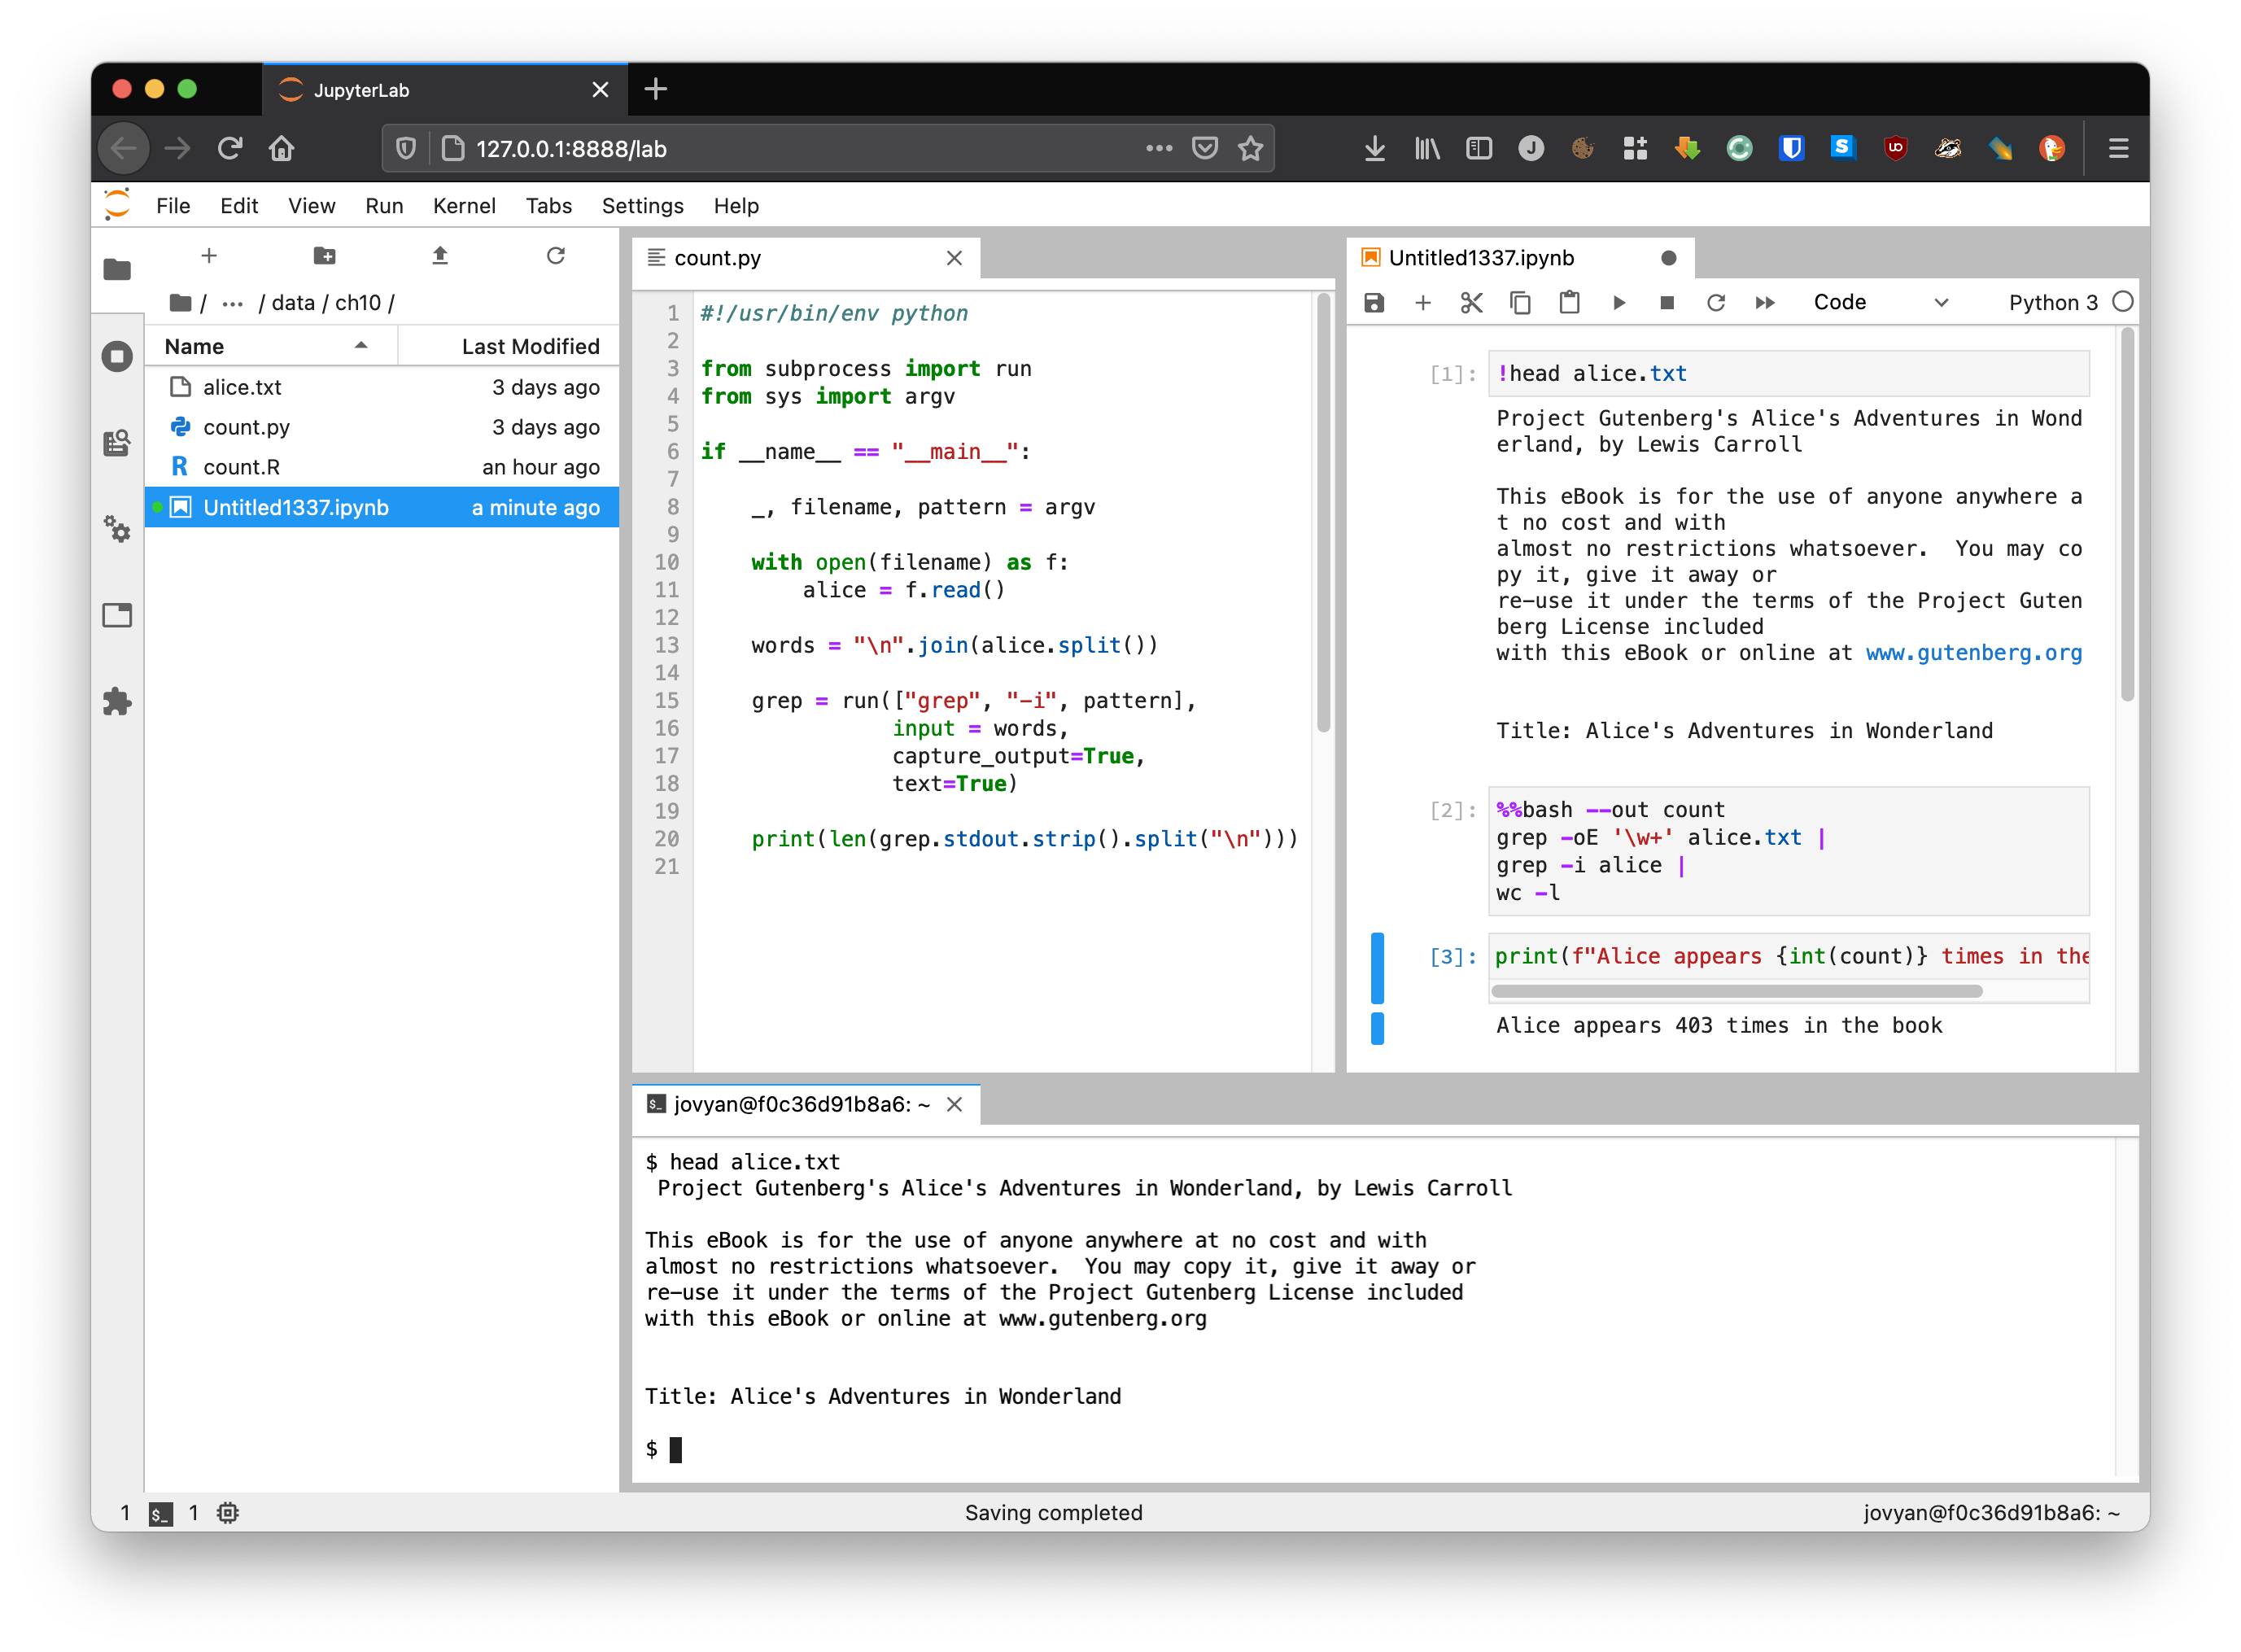 JupyterLab
127.0.0.1:8888/lab
File Edit View Run Kernel Tabs Settings Help
/ ... / data / ch10 /
Name Last Modified
alice.txt 3 days ago
count.py 3 days ago
count.R an hour ago
Untitled1337.ipynb a minute ago
count.py
1 #!/usr/bin/env python
2
3 from subprocess import run
4 from sys import argv
5
6 if __name__ == "__main__":
7
8     _, filename, pattern = argv
9
10     with open(filename) as f:
11         alice = f.read()
12
13     words = "\n".join(alice.split())
14
15     grep = run(["grep", "-i", pattern],
16                input = words,
17                capture_output=True,
18                text=True)
19
20     print(len(grep.stdout.strip().split("\n")))
21
Untitled1337.ipynb
Code Python 3
[1]: !head alice.txt
Project Gutenberg's Alice's Adventures in Wond
erland, by Lewis Carroll
This eBook is for the use of anyone anywhere a
t no cost and with
almost no restrictions whatsoever.  You may co
py it, give it away or
re-use it under the terms of the Project Guten
berg License included
with this eBook or online at www.gutenberg.org
Title: Alice's Adventures in Wonderland
[2]: %%bash --out count
grep -oE '\w+' alice.txt |
grep -i alice |
wc -l
[3]: print(f"Alice appears {int(count)} times in the
Alice appears 403 times in the book
jovyan@f0c36d91b8a6: ~
$ head alice.txt
Project Gutenberg's Alice's Adventures in Wonderland, by Lewis Carroll
This eBook is for the use of anyone anywhere at no cost and with
almost no restrictions whatsoever.  You may copy it, give it away or
re-use it under the terms of the Project Gutenberg License included
with this eBook or online at www.gutenberg.org
Title: Alice's Adventures in Wonderland
$
1 $_ 1 Saving completed jovyan@f0c36d91b8a6: ~